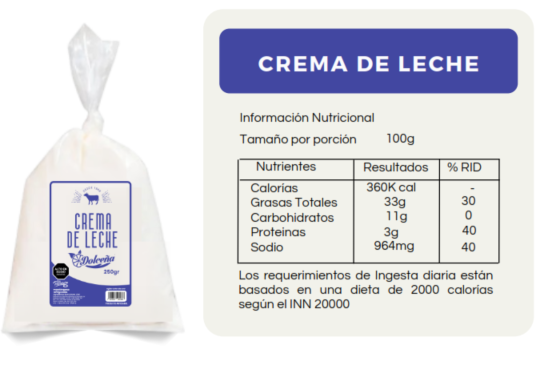 CREMA
DE LECHE
Dolceña
250gr
CREMA DE LECHE
Información Nutricional
Tamaño por porción 100g
Nutrientes Resultados % RID
Calorías 360K cal -
Grasas Totales 33g 30
Carbohidratos 11g 0
Proteinas 3g 40
Sodio 964mg 40
Los requerimientos de Ingesta diaria están
basados en una dieta de 2000 calorías
según el INN 20000